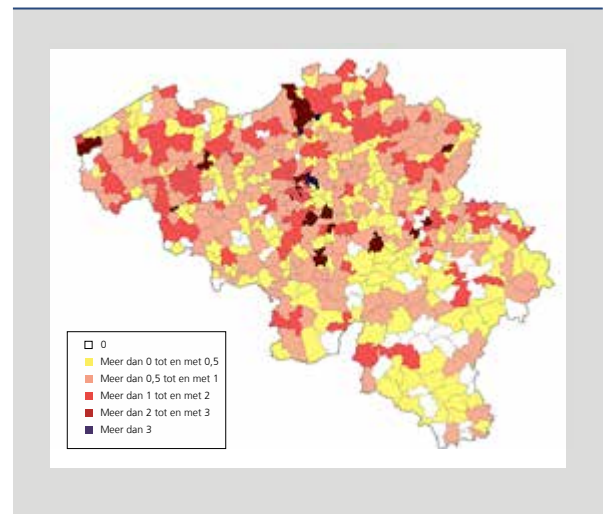 0
Meer dan 0 tot en met 0,5
Meer dan 0,5 tot en met 1
Meer dan 1 tot en met 2
Meer dan 2 tot en met 3
Meer dan 3